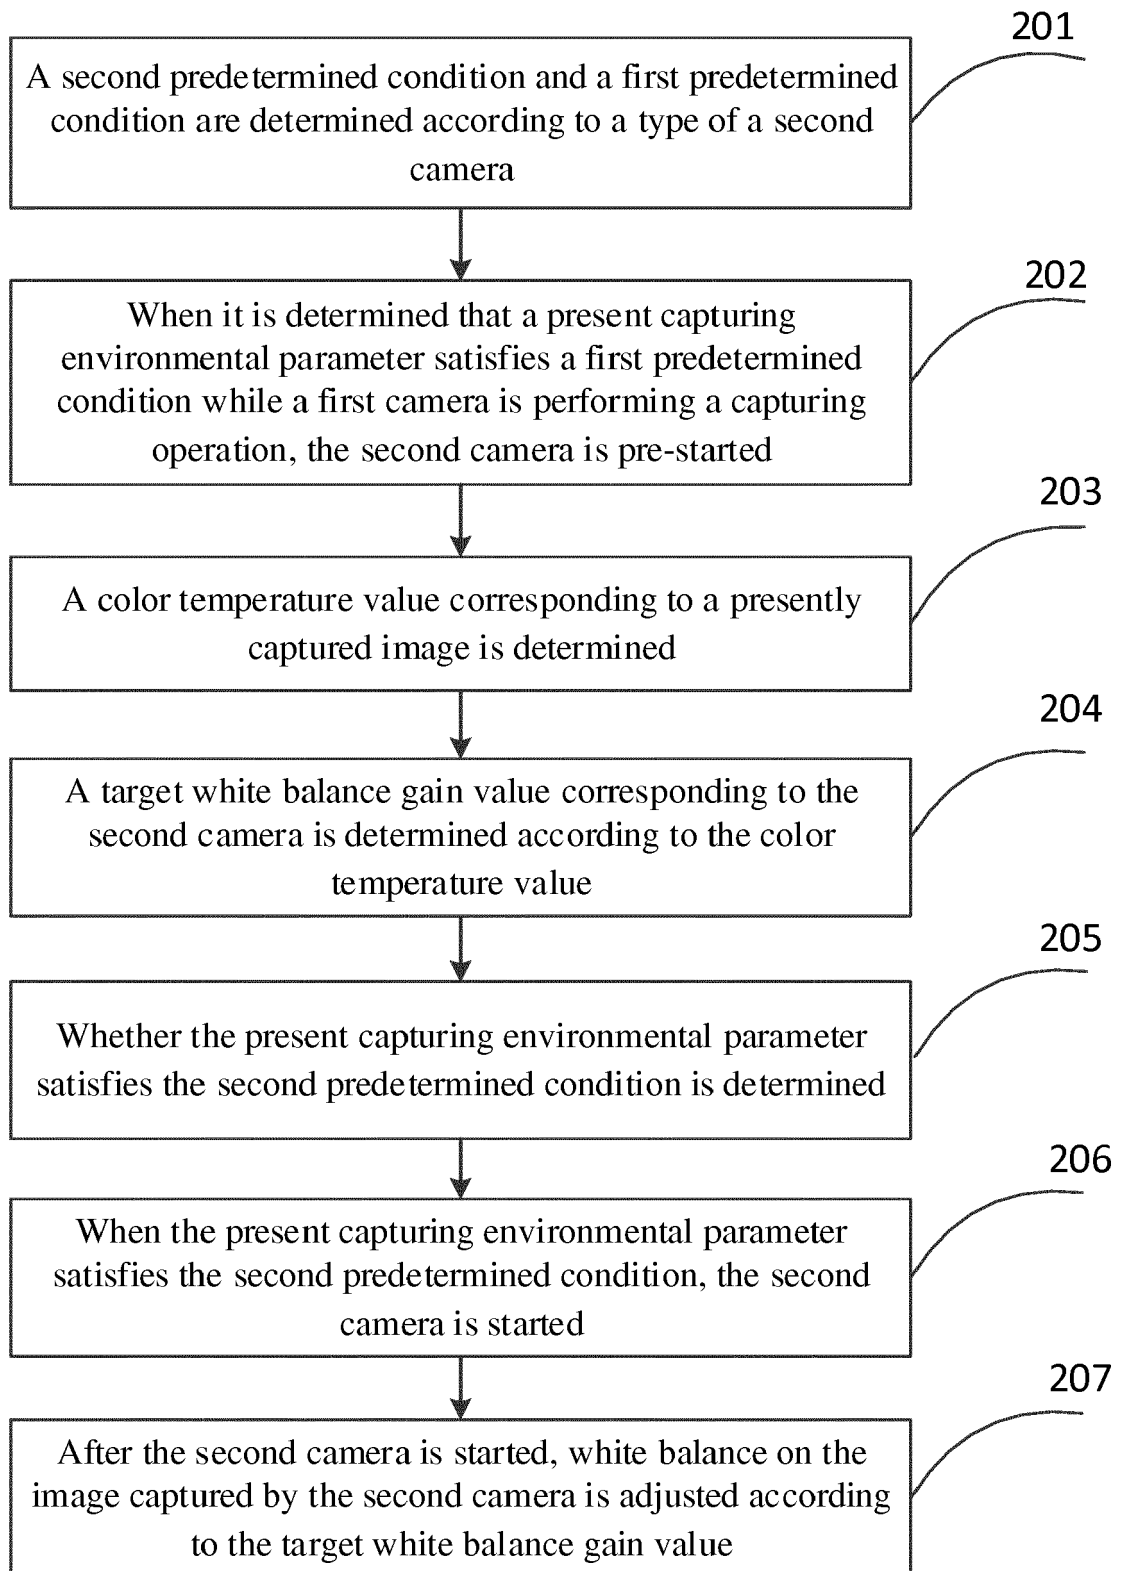 201
A second predetermined condition and a first predetermined
condition are determined according to a type of a second
camera
202
When it is determined that a present capturing
environmental parameter satisfies a first predetermined
condition while a first camera is performing a capturing
operation, the second camera is pre-started
203
A color temperature value corresponding to a presently
captured image is determined
204
A target white balance gain value corresponding to the
second camera is determined according to the color
temperature value
205
Whether the present capturing environmental parameter
satisfies the second predetermined condition is determined
206
When the present capturing environmental parameter
satisfies the second predetermined condition, the second
camera is started
207
After the second camera is started, white balance on the
image captured by the second camera is adjusted according
to the target white balance gain value